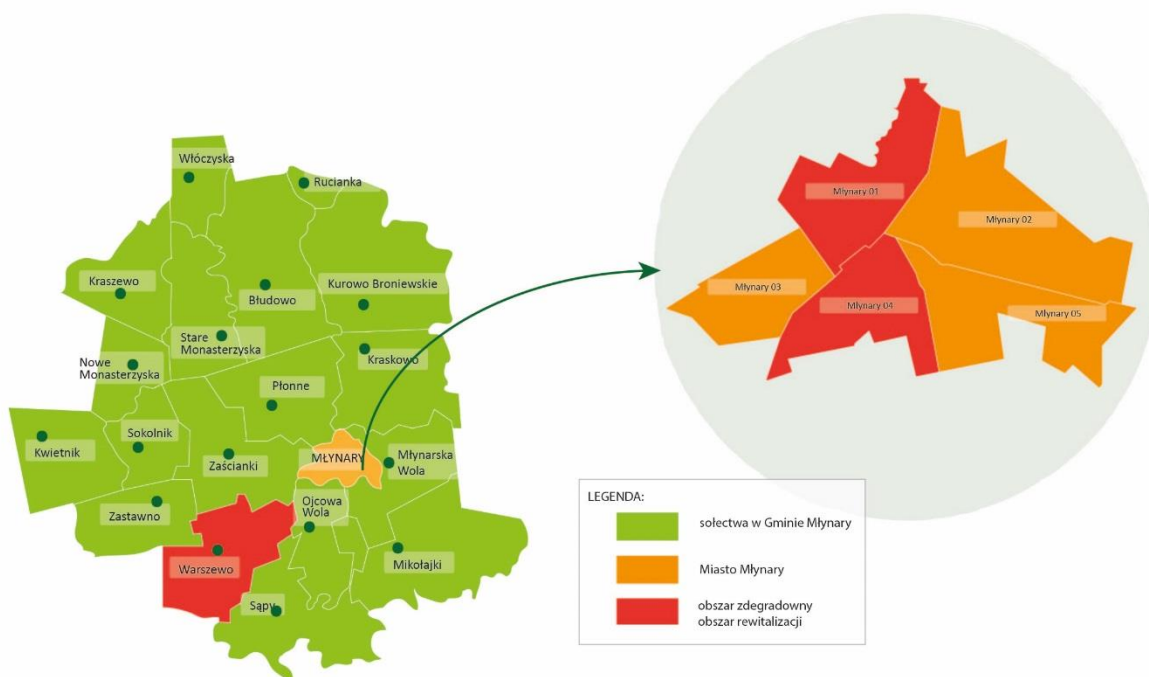 Włóczyska
Rucianka
Kraszewo
Błudowo
Kurowo Broniewskie
Stare
Monasterzyska
Nowe
Monasterzyska
Kraskowo
Płonne
Kwietnik
Sokolnik
Zaścianki
MŁYNARY
Młynarska
Wola
Zastawno
Ojcowa
Wola
Warszewo
Mikołajki
Sąpy
Młynary 01
Młynary 02
Młynary 03
Młynary 04
Młynary 05
LEGENDA:
sołectwa w Gminie Młynary
Miasto Młynary
obszar zdegradowny
obszar rewitalizacji